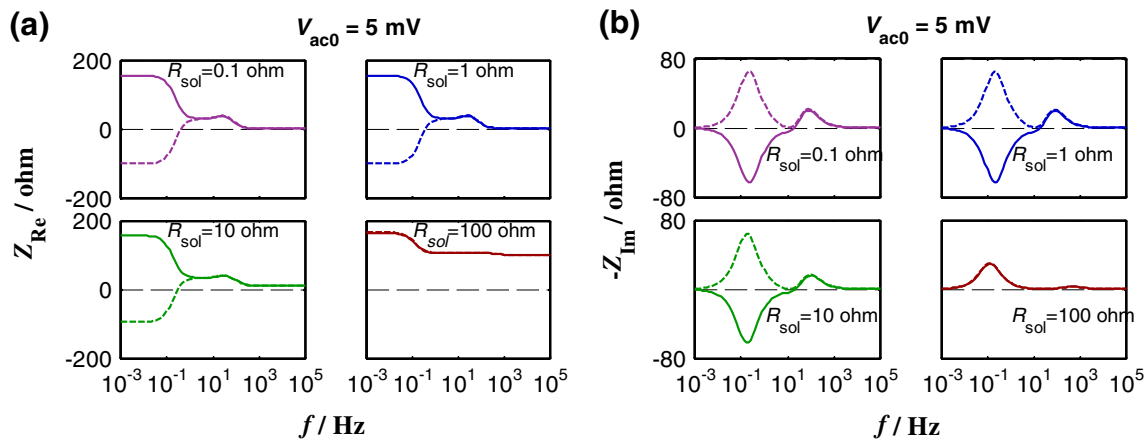 (a)
V_ac0 = 5 mV
Z_Re / ohm
200
0
-200
200
0
-200
R_sol=0.1 ohm
R_sol=1 ohm
R_sol=10 ohm
R_sol=100 ohm
10^-3 10^-1 10^1 10^3 10^5
10^-3 10^-1 10^1 10^3 10^5
f / Hz
(b)
V_ac0 = 5 mV
-Z_Im / ohm
80
0
-80
80
0
-80
R_sol=0.1 ohm
R_sol=1 ohm
R_sol=10 ohm
R_sol=100 ohm
10^-3 10^-1 10^1 10^3 10^5
10^-3 10^-1 10^1 10^3 10^5
f / Hz